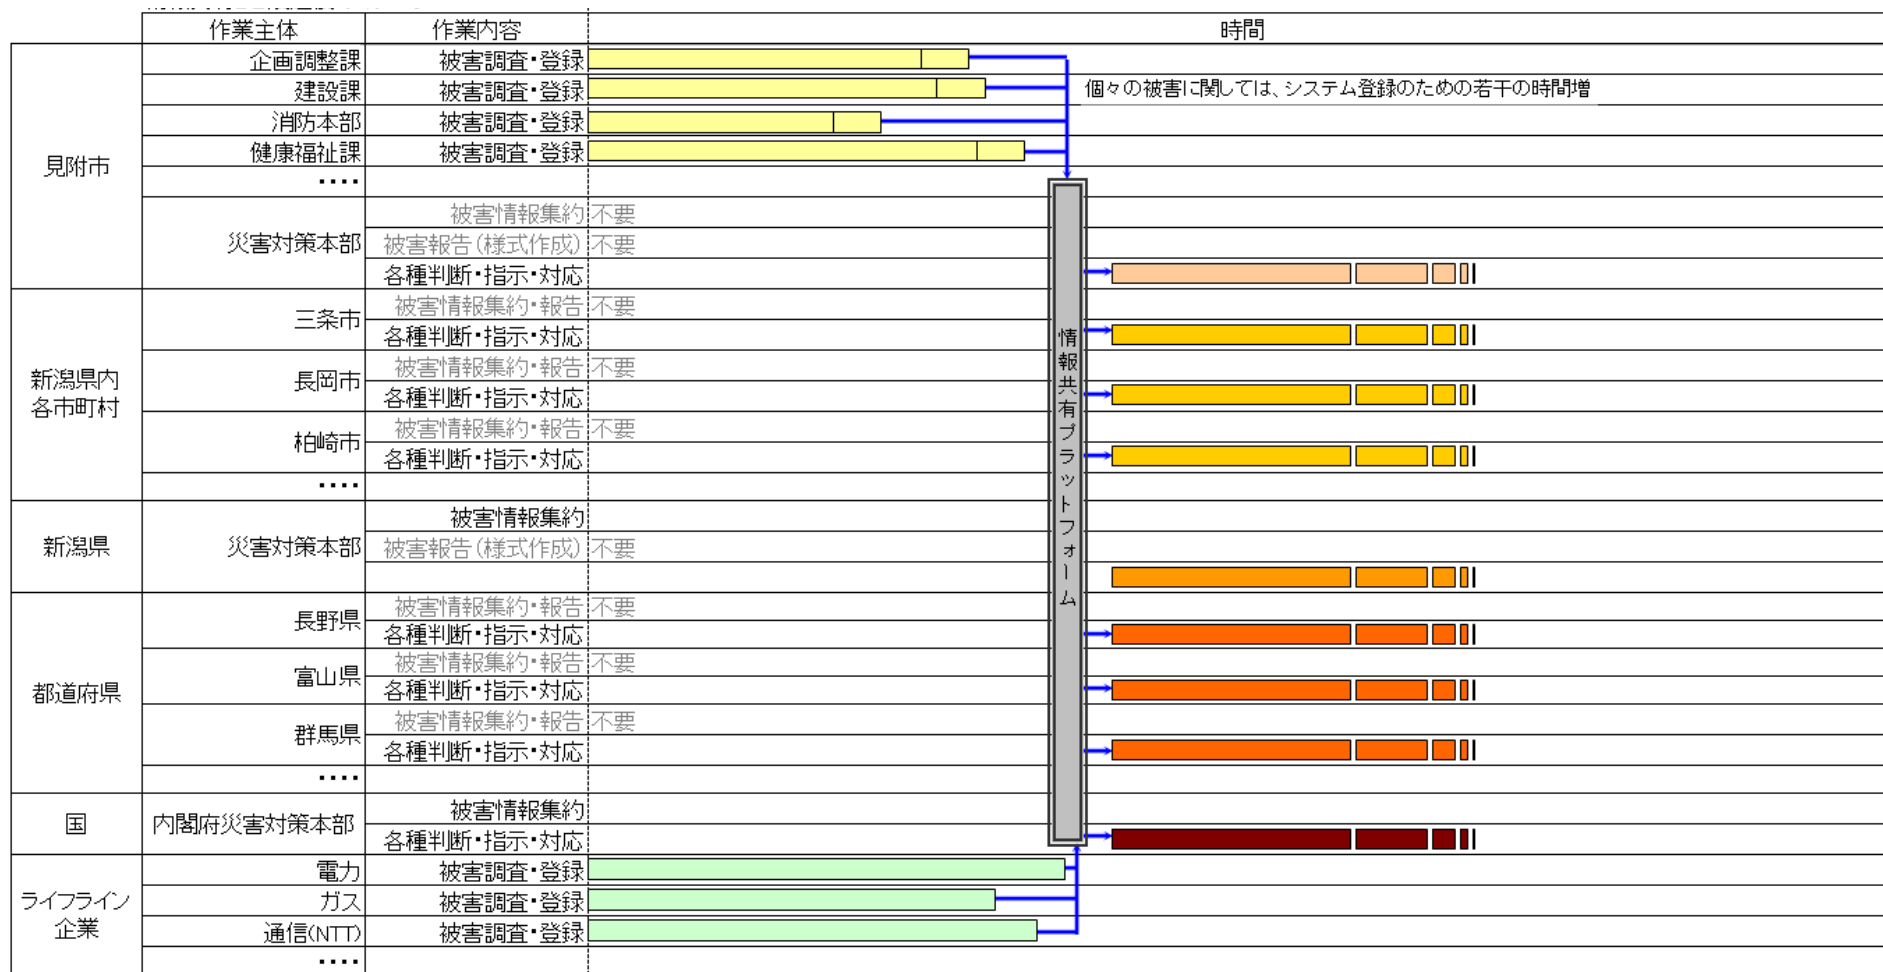 作業主体 作業内容 時間
見附市
企画調整課 被害調査・登録
建設課 被害調査・登録 個々の被害に関しては、システム登録のための若干の時間増
消防本部 被害調査・登録
健康福祉課 被害調査・登録
・・・・
災害対策本部
被害情報集約 不要
被害報告(様式作成) 不要
各種判断・指示・対応
新潟県内
各市町村
三条市
被害情報集約・報告 不要
各種判断・指示・対応
長岡市
被害情報集約・報告 不要
各種判断・指示・対応
柏崎市
被害情報集約・報告 不要
各種判断・指示・対応
・・・・
新潟県
災害対策本部
被害情報集約
被害報告(様式作成) 不要
都道府県
長野県
被害情報集約・報告 不要
各種判断・指示・対応
富山県
被害情報集約・報告 不要
各種判断・指示・対応
群馬県
被害情報集約・報告 不要
各種判断・指示・対応
・・・・
国
内閣府災害対策本部
被害情報集約
各種判断・指示・対応
ライフライン
企業
電力 被害調査・登録
ガス 被害調査・登録
通信(NTT) 被害調査・登録
・・・・
情報共有プラットフォーム